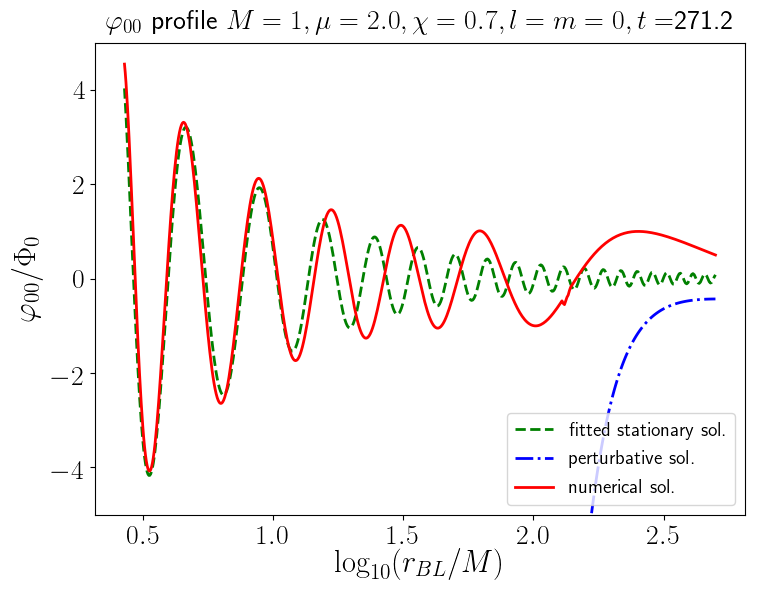 φ₀₀ profile M = 1, μ = 2.0, χ = 0.7, l = m = 0, t = 271.2
φ₀₀/Φ₀
4
2
0
−2
−4
fitted stationary sol.
perturbative sol.
numerical sol.
0.5 1.0 1.5 2.0 2.5
log₁₀(r_BL/M)